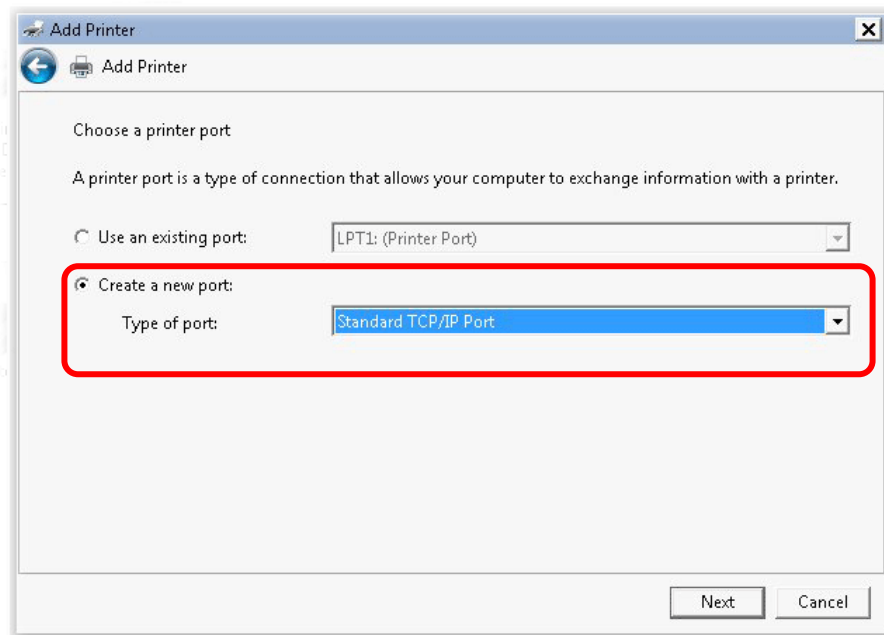 Add Printer
Add Printer
Choose a printer port
A printer port is a type of connection that allows your computer to exchange information with a printer.
Use an existing port: LPT1: (Printer Port)
Create a new port:
Type of port: Standard TCP/IP Port
Next Cancel